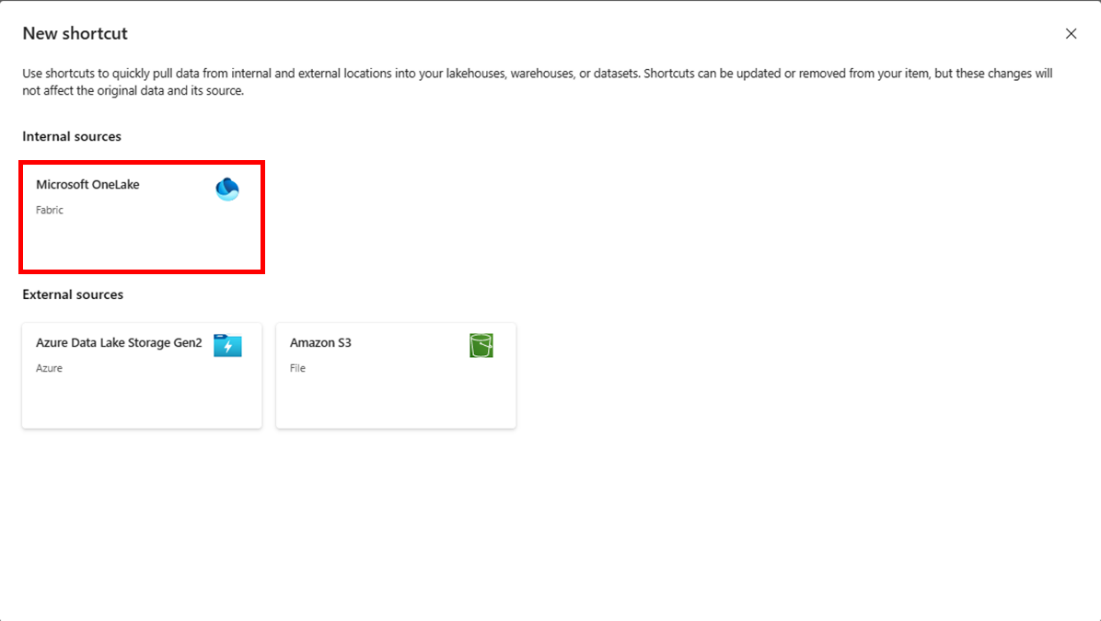 New shortcut
Use shortcuts to quickly pull data from internal and external locations into your lakehouses, warehouses, or datasets. Shortcuts can be updated or removed from your item, but these changes will
not affect the original data and its source.
Internal sources
Microsoft OneLake
Fabric
External sources
Azure Data Lake Storage Gen2
Azure
Amazon S3
File